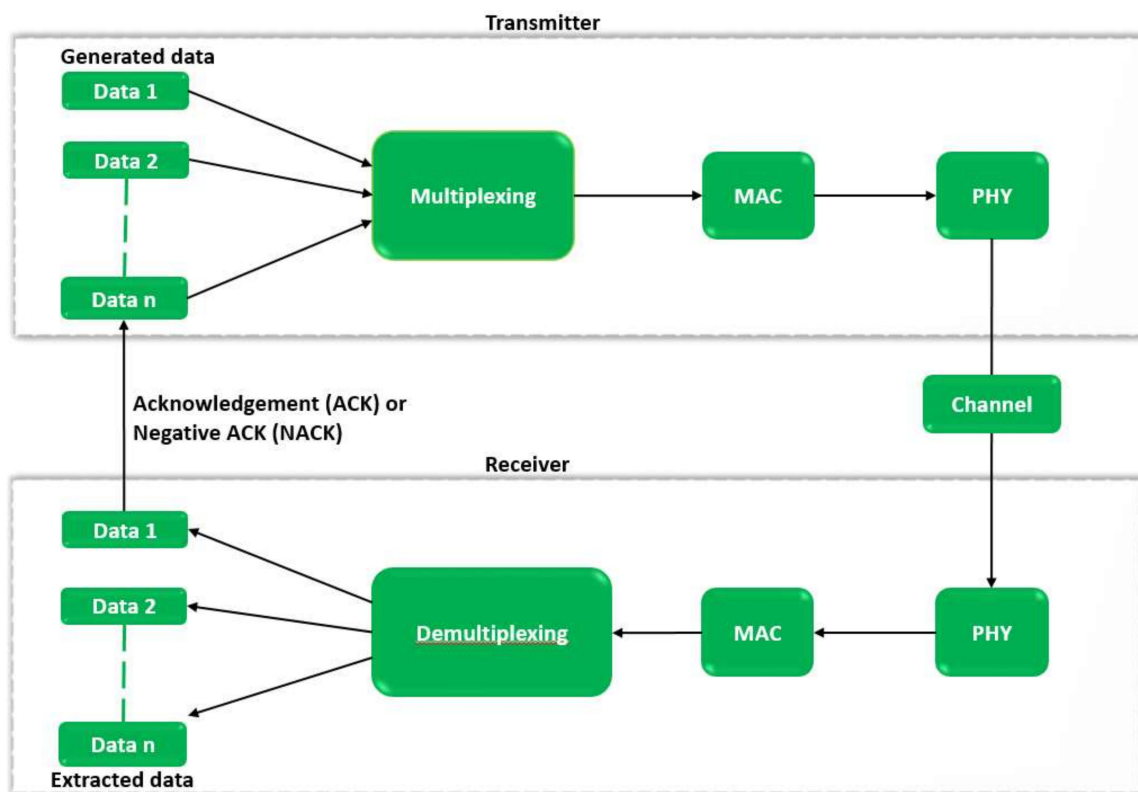 Transmitter
Generated data
Data 1
Data 2
Data n
Multiplexing
MAC
PHY
Channel
Acknowledgement (ACK) or
Negative ACK (NACK)
Receiver
Data 1
Data 2
Data n
Extracted data
Demultiplexing
MAC
PHY